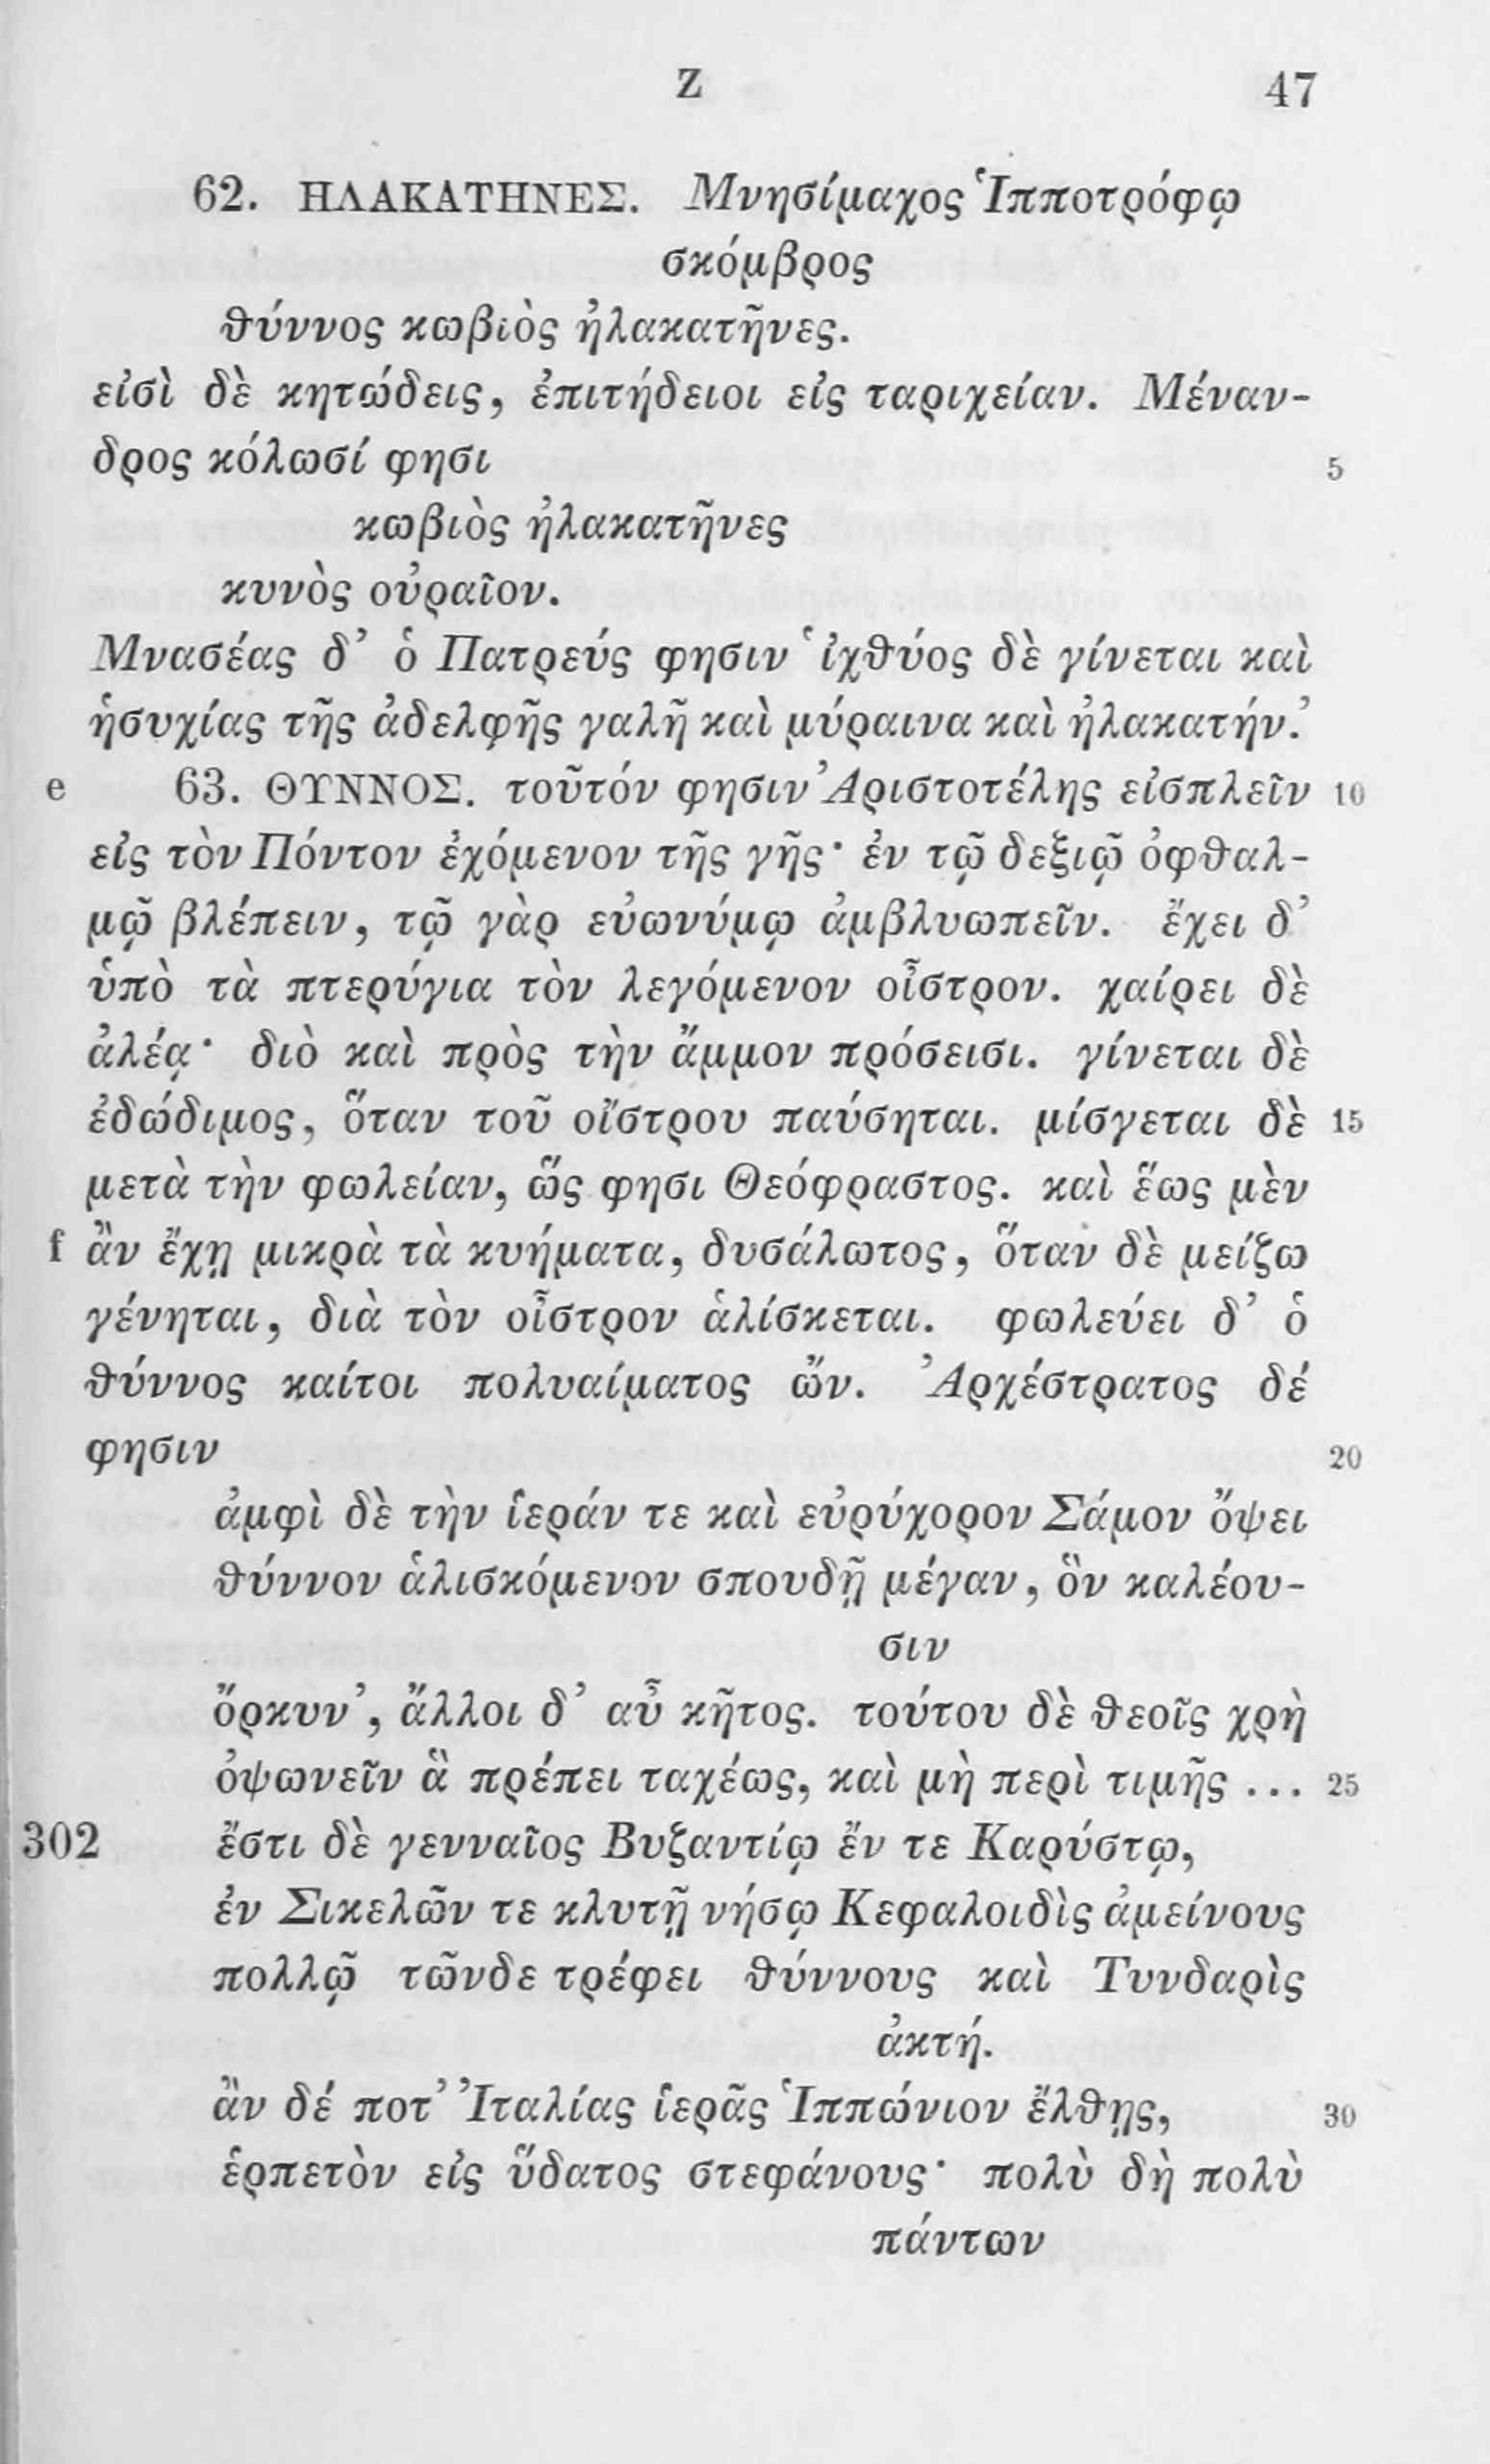 Z 47
62. ΗΛΑΚΑΤΗΝΕΣ. Μνησίμαχος Ἱπποτρόφῳ
σκόμβρος
θύννος κωβιὸς ἠλακατῆνες.
εἰσὶ δὲ κητώδεις, ἐπιτήδειοι εἰς ταριχείαν. Μέναν-
δρος κόλωσί φησι 5
κωβιὸς ἠλακατῆνες
κυνὸς οὐραῖον.
Μνασέας δ’ ὁ Πατρεύς φησιν ‘ἰχθύος δὲ γίνεται καὶ
ἡσυχίας τῆς ἀδελφῆς γαλῆ καὶ μύραινα καὶ ἠλακατήν.’
e 63. ΘΥΝΝΟΣ. τοῦτόν φησιν Ἀριστοτέλης εἰσπλεῖν 10
εἰς τὸν Πόντον ἐχόμενον τῆς γῆς· ἐν τῷ δεξιῷ ὀφθαλ-
μῷ βλέπειν, τῷ γὰρ εὐωνύμῳ ἀμβλυωπεῖν. ἔχει δ’
ὑπὸ τὰ πτερύγια τὸν λεγόμενον οἶστρον. χαίρει δὲ
ἀλέᾳ· διὸ καὶ πρὸς τὴν ἄμμον πρόσεισι. γίνεται δὲ
ἐδώδιμος, ὅταν τοῦ οἴστρου παύσηται. μίσγεται δὲ 15
μετὰ τὴν φωλείαν, ὥς φησι Θεόφραστος. καὶ ἕως μὲν
f ἂν ἔχῃ μικρὰ τὰ κυήματα, δυσάλωτος, ὅταν δὲ μείζω
γένηται, διὰ τὸν οἶστρον ἁλίσκεται. φωλεύει δ’ ὁ
θύννος καίτοι πολυαίματος ὤν. Ἀρχέστρατος δέ
φησιν 20
ἀμφὶ δὲ τὴν ἱεράν τε καὶ εὐρύχορον Σάμον ὄψει
θύννον ἁλισκόμενον σπουδῇ μέγαν, ὃν καλέου-
σιν
ὄρκυν’, ἄλλοι δ’ αὖ κῆτος. τούτου δὲ θεοῖς χρὴ
ὀψωνεῖν ἃ πρέπει ταχέως, καὶ μὴ περὶ τιμῆς ... 25
302 ἔστι δὲ γενναῖος Βυζαντίῳ ἔν τε Καρύστῳ,
ἐν Σικελῶν τε κλυτῇ νήσῳ Κεφαλοιδὶς ἀμείνους
πολλῷ τῶνδε τρέφει θύννους καὶ Τυνδαρὶς
ἀκτή.
ἂν δέ ποτ’ Ἰταλίας ἱερᾶς Ἱππώνιον ἔλθῃς, 30
ἑρπετὸν εἰς ὕδατος στεφάνους· πολὺ δὴ πολὺ
πάντων